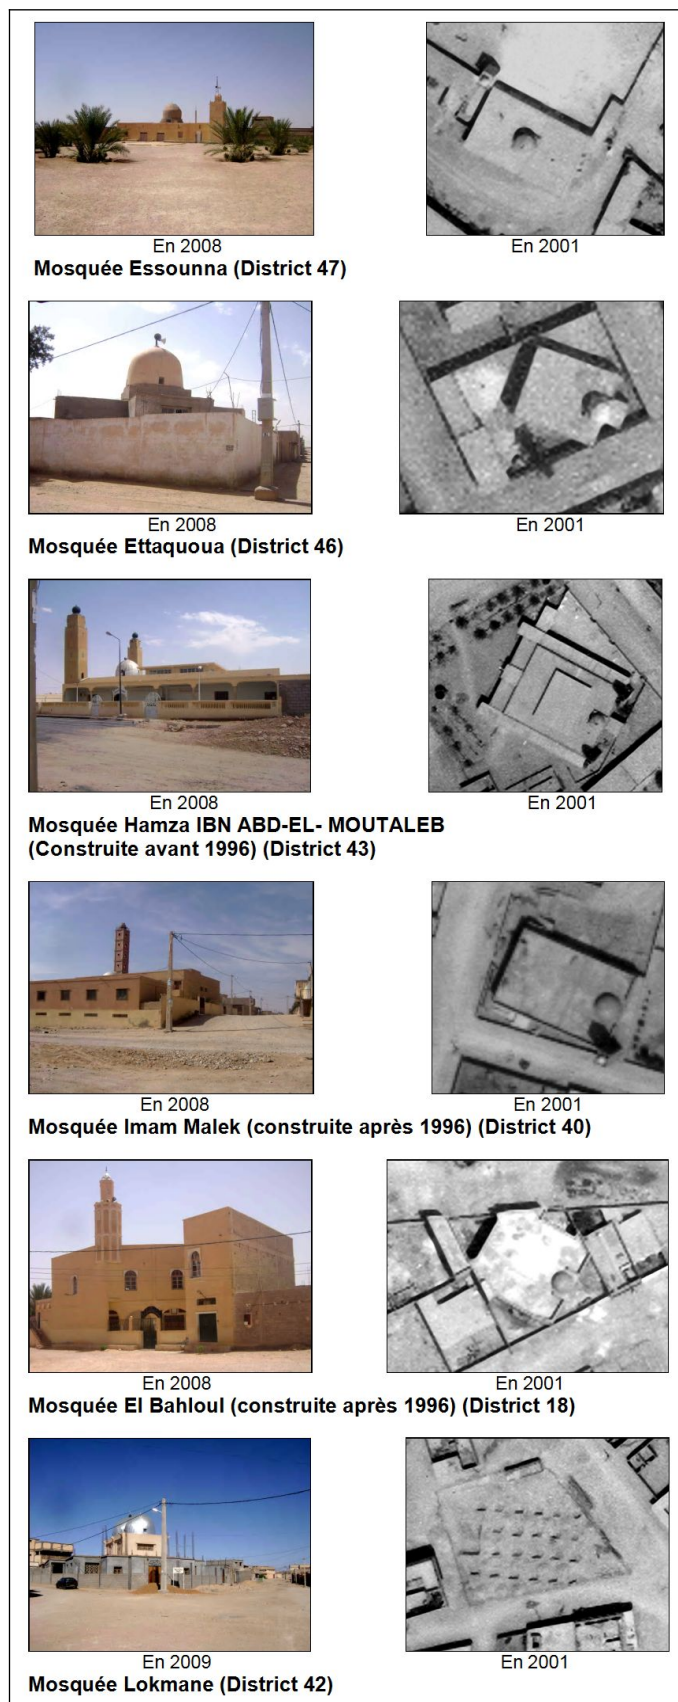 En 2008
En 2001
Mosquée Essounna (District 47)
En 2008
En 2001
Mosquée Ettaquoua (District 46)
En 2008
En 2001
Mosquée Hamza IBN ABD-EL- MOUTALEB
(Construite avant 1996) (District 43)
En 2008
En 2001
Mosquée Imam Malek (construite après 1996) (District 40)
En 2008
En 2001
Mosquée El Bahloul (construite après 1996) (District 18)
En 2009
En 2001
Mosquée Lokmane (District 42)